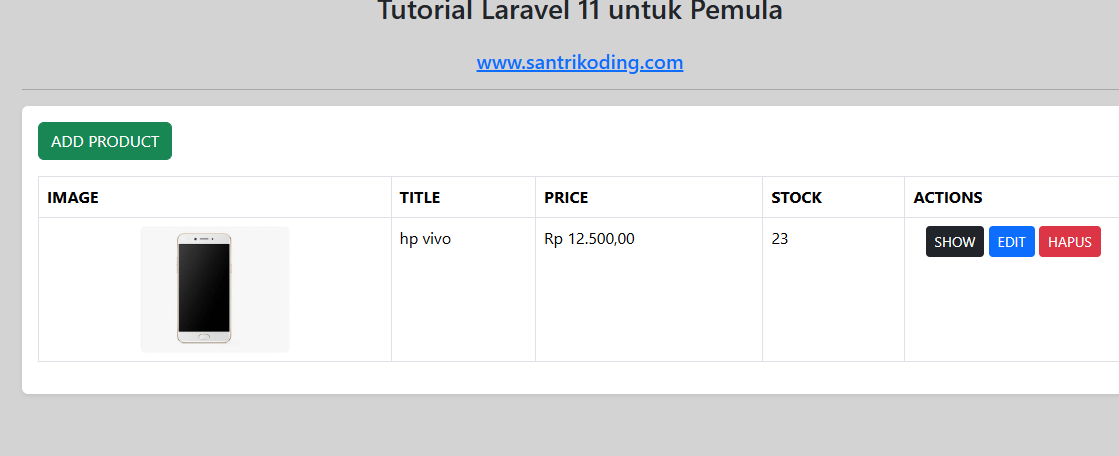 Tutorial Laravel 11 untuk Pemula
www.santrikoding.com
ADD PRODUCT
IMAGE TITLE PRICE STOCK ACTIONS
hp vivo Rp 12.500,00 23 SHOW EDIT HAPUS